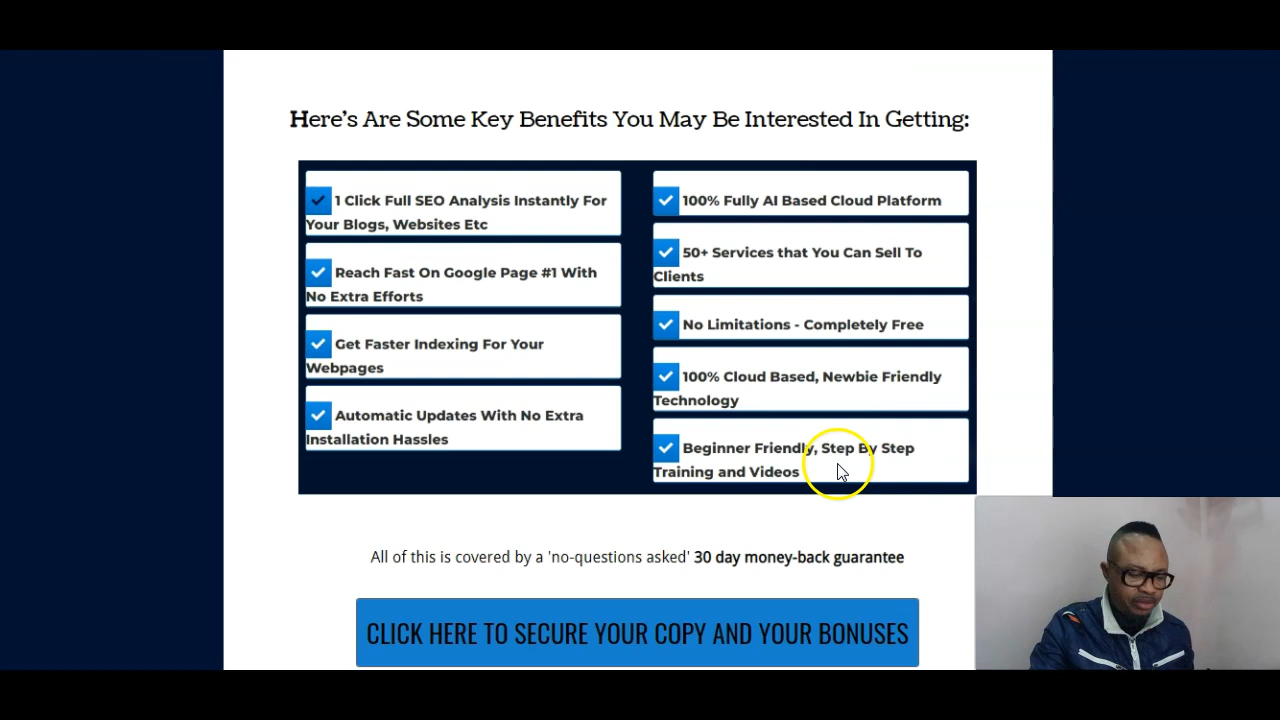 Here's Are Some Key Benefits You May Be Interested In Getting:
1 Click Full SEO Analysis Instantly For
Your Blogs, Websites Etc
Reach Fast On Google Page #1 With
No Extra Efforts
Get Faster Indexing For Your
Webpages
Automatic Updates With No Extra
Installation Hassles
100% Fully AI Based Cloud Platform
50+ Services that You Can Sell To
Clients
No Limitations - Completely Free
100% Cloud Based, Newbie Friendly
Technology
Beginner Friendly, Step By Step
Training and Videos
All of this is covered by a 'no-questions asked' 30 day money-back guarantee
CLICK HERE TO SECURE YOUR COPY AND YOUR BONUSES